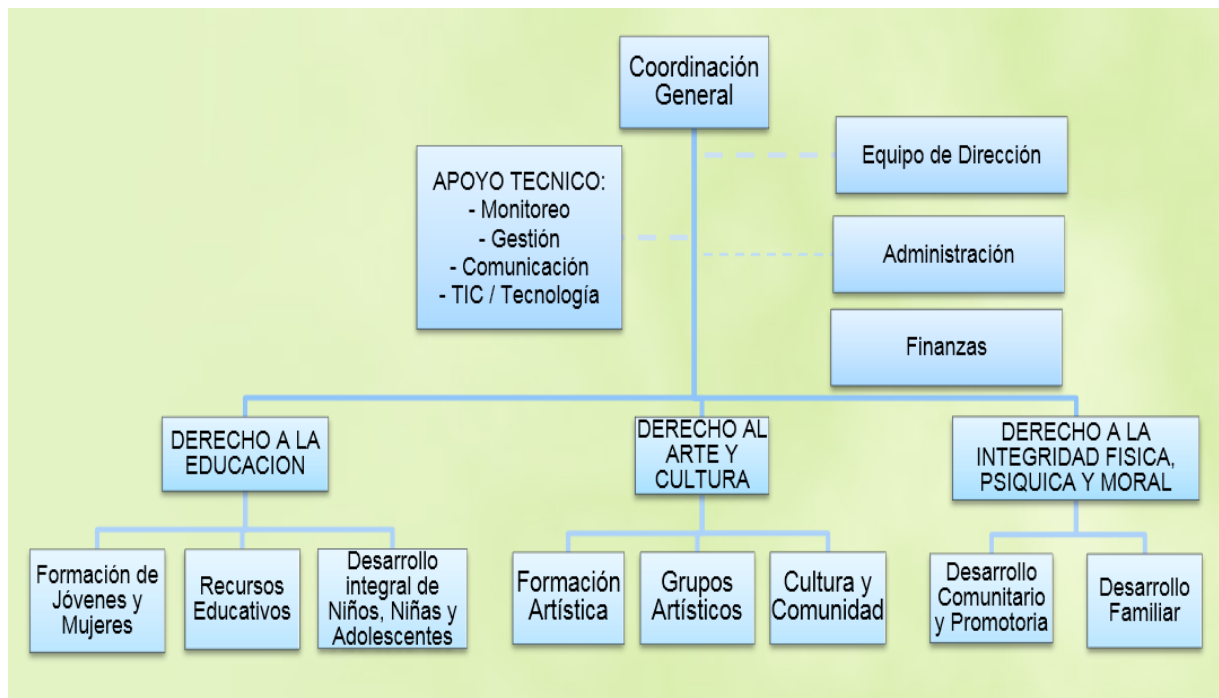 Coordinación
General
Equipo de Dirección
APOYO TECNICO:
- Monitoreo
- Gestión
- Comunicación
- TIC / Tecnología
Administración
Finanzas
DERECHO A LA
EDUCACION
DERECHO AL
ARTE Y
CULTURA
DERECHO A LA
INTEGRIDAD FISICA,
PSIQUICA Y MORAL
Formación de
Jóvenes y
Mujeres
Recursos
Educativos
Desarrollo
integral de
Niños, Niñas y
Adolescentes
Formación
Artística
Grupos
Artísticos
Cultura y
Comunidad
Desarrollo
Comunitario
y Promotoria
Desarrollo
Familiar